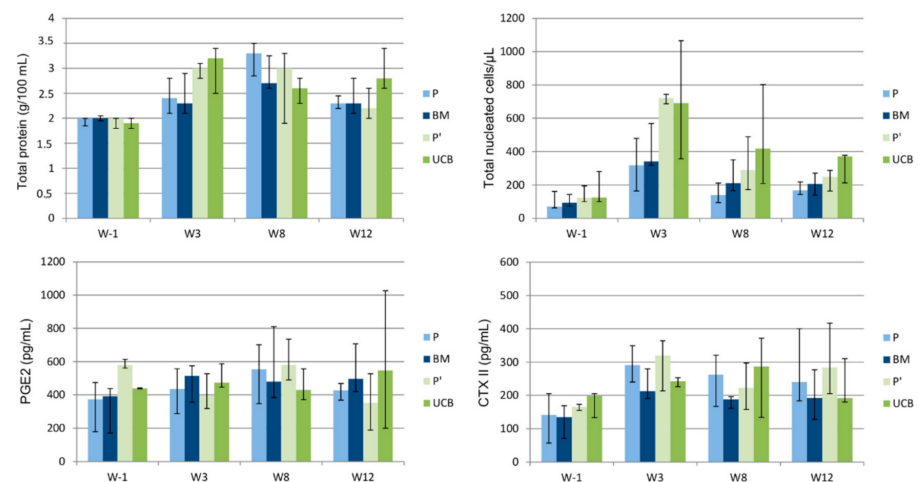 Total protein (g/100 mL)
4
3.5
3
2.5
2
1.5
1
0.5
0
W-1 W3 W8 W12
P
BM
P'
UCB
Total nucleated cells/µL
1200
1000
800
600
400
200
0
W-1 W3 W8 W12
P
BM
P'
UCB
PGE2 (pg/mL)
1200
1000
800
600
400
200
0
W-1 W3 W8 W12
P
BM
P'
UCB
CTX II (pg/mL)
600
500
400
300
200
100
0
W-1 W3 W8 W12
P
BM
P'
UCB